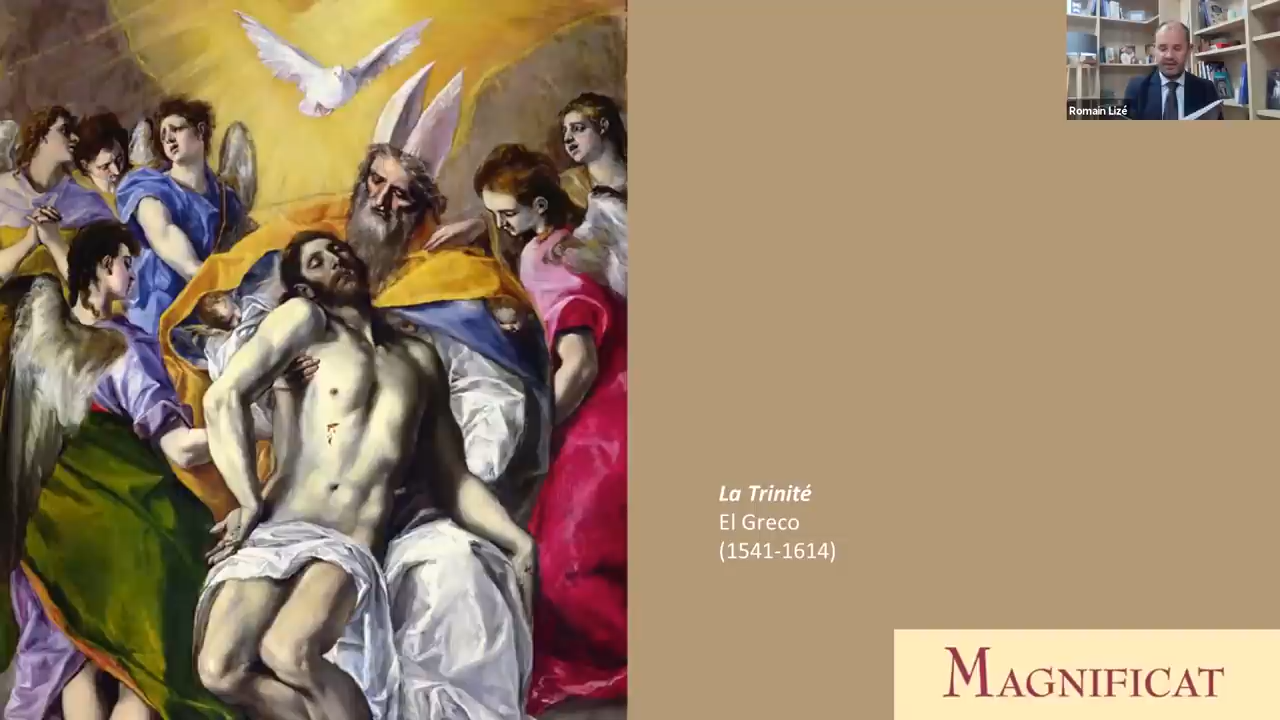 Romain Lizé
La Trinité
El Greco
(1541-1614)
MAGNIFICAT